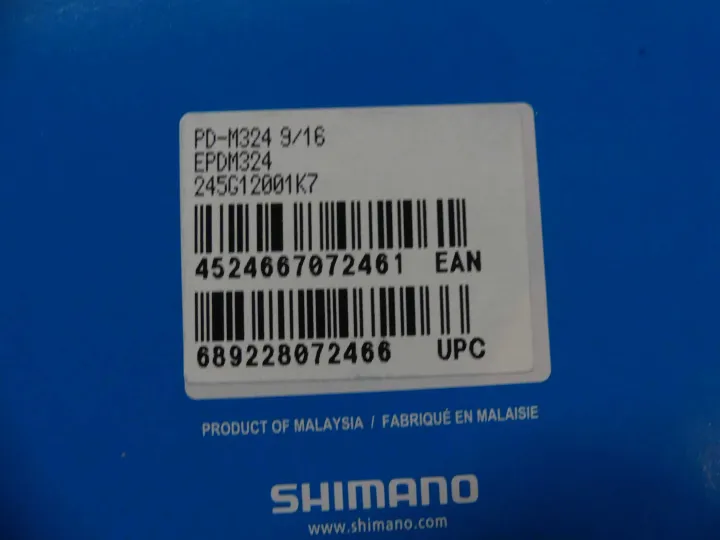 PD-M324 9/16
EPDM324
245G12001K7
4524667072461 EAN
689228072466 UPC
PRODUCT OF MALAYSIA / FABRIQUÉ EN MALAISIE
SHIMANO
www.shimano.com